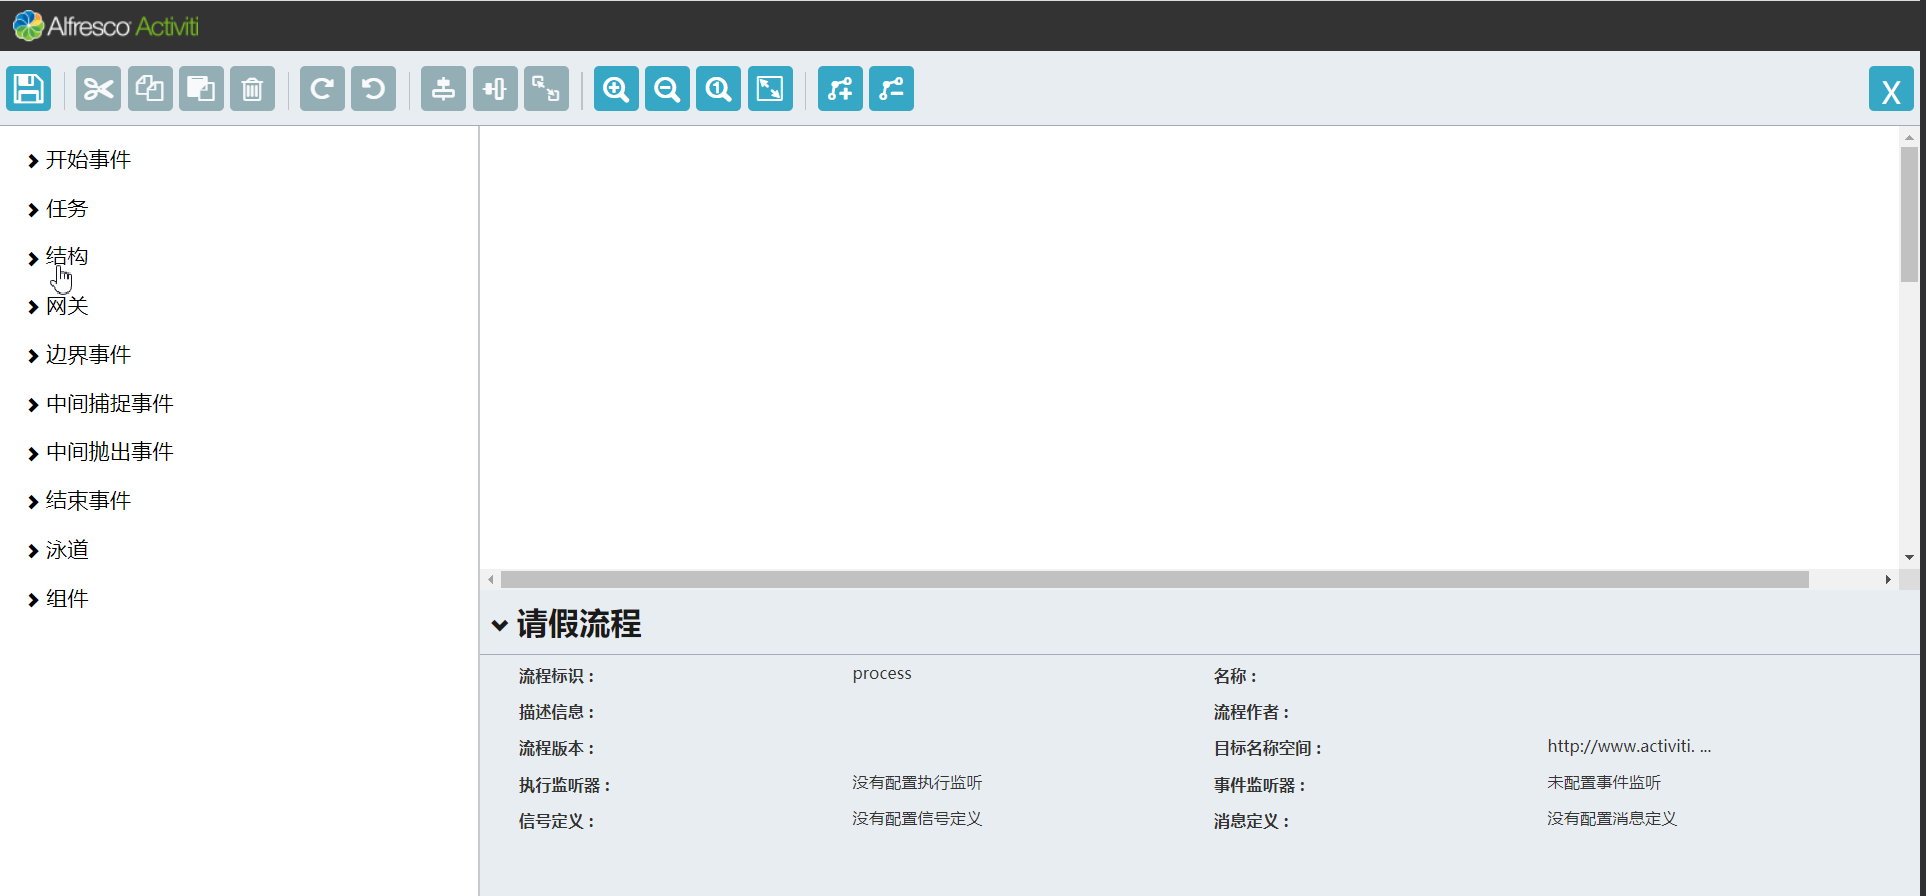 Alfresco Activiti
X
开始事件
任务
结构
网关
边界事件
中间捕捉事件
中间抛出事件
结束事件
泳道
组件
请假流程
流程标识： process 名称：
描述信息： 流程作者：
流程版本： 目标名称空间： http://www.activiti. ...
执行监听器： 没有配置执行监听 事件监听器： 未配置事件监听
信号定义： 没有配置信号定义 消息定义： 没有配置消息定义